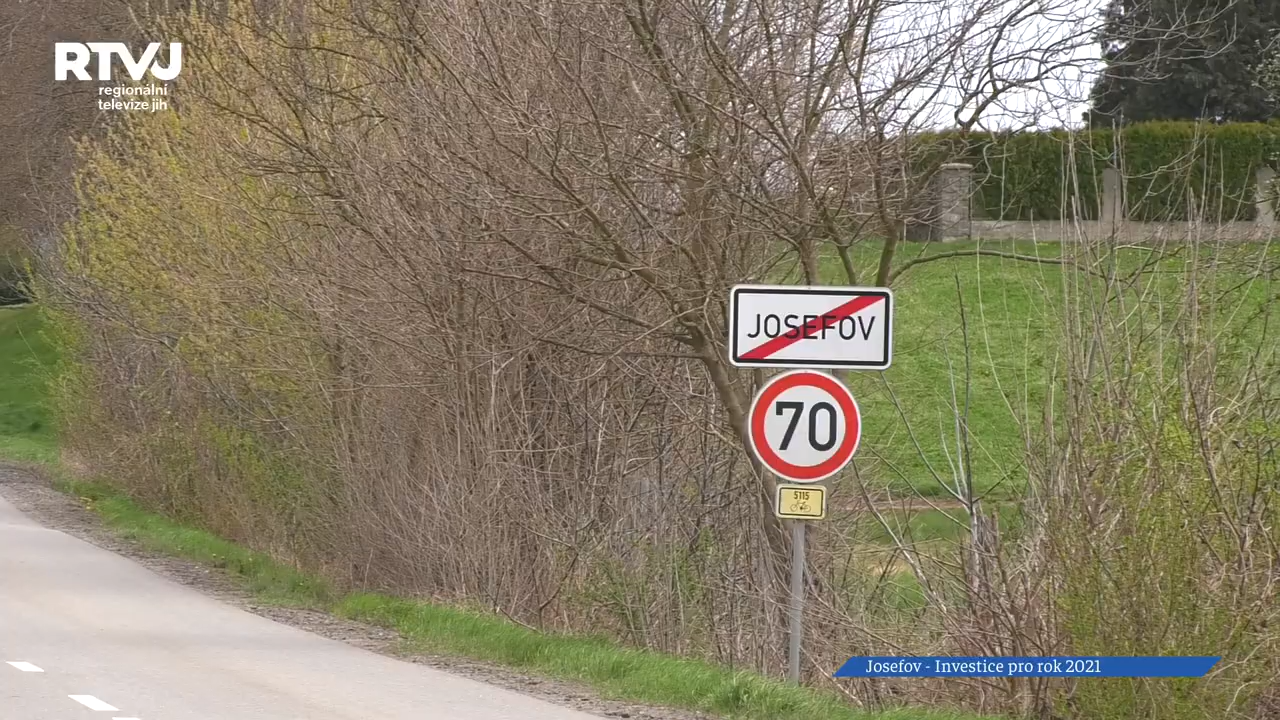 RTVJ
regionální
televize jih
JOSEFOV
70
5115
Josefov - Investice pro rok 2021